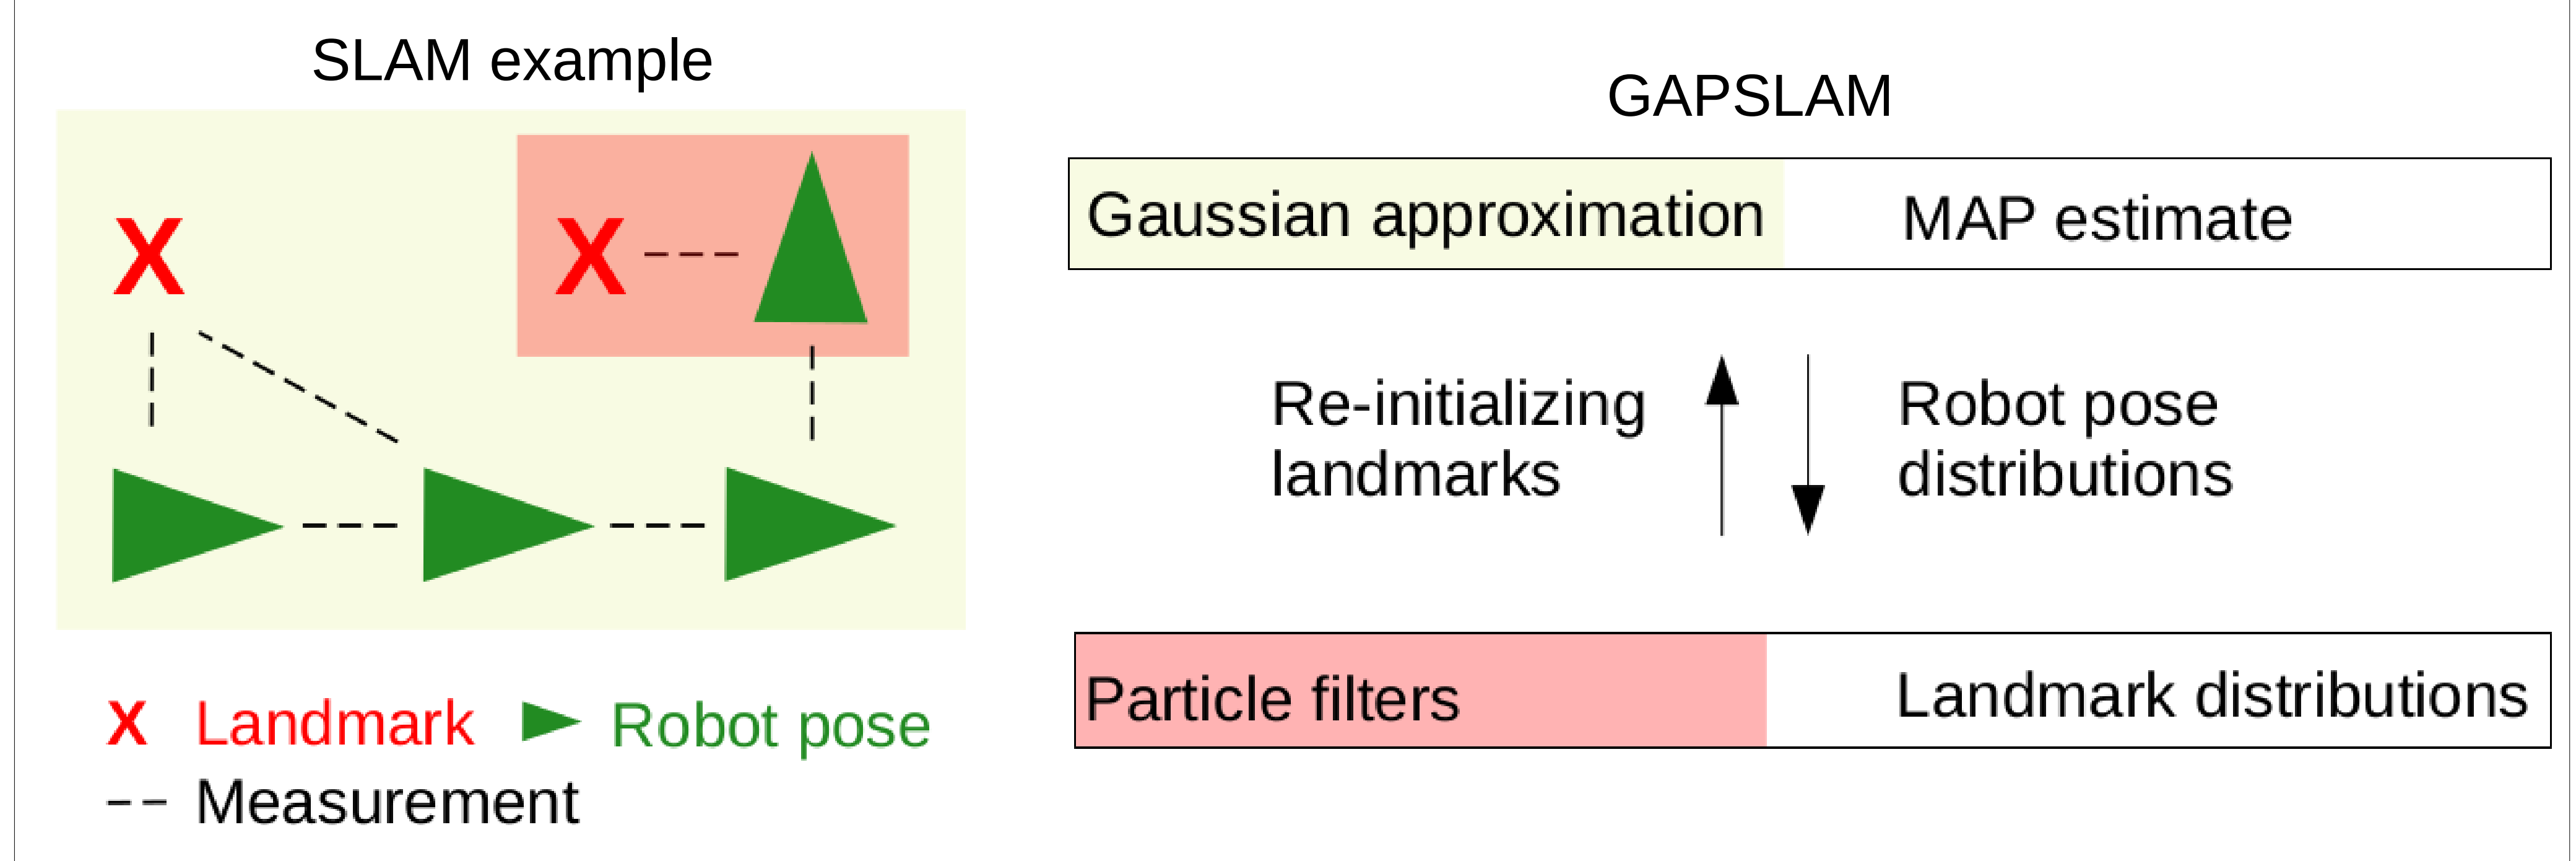 SLAM example
X
X
X Landmark Robot pose
Measurement
GAPSLAM
Gaussian approximation MAP estimate
Re-initializing
landmarks
Robot pose
distributions
Particle filters Landmark distributions